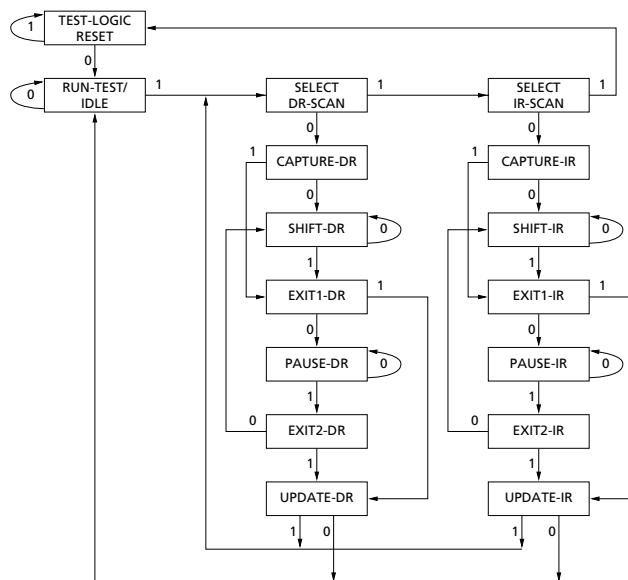 TEST-LOGIC
RESET
1
0
RUN-TEST/
IDLE
0
1
SELECT
DR-SCAN
1
SELECT
IR-SCAN
1
0
0
1
CAPTURE-DR
1
CAPTURE-IR
0
0
SHIFT-DR
0
SHIFT-IR
0
1
1
EXIT1-DR
1
EXIT1-IR
1
0
0
PAUSE-DR
0
PAUSE-IR
0
1
1
0
EXIT2-DR
0
EXIT2-IR
1
1
UPDATE-DR
UPDATE-IR
1
0
1
0